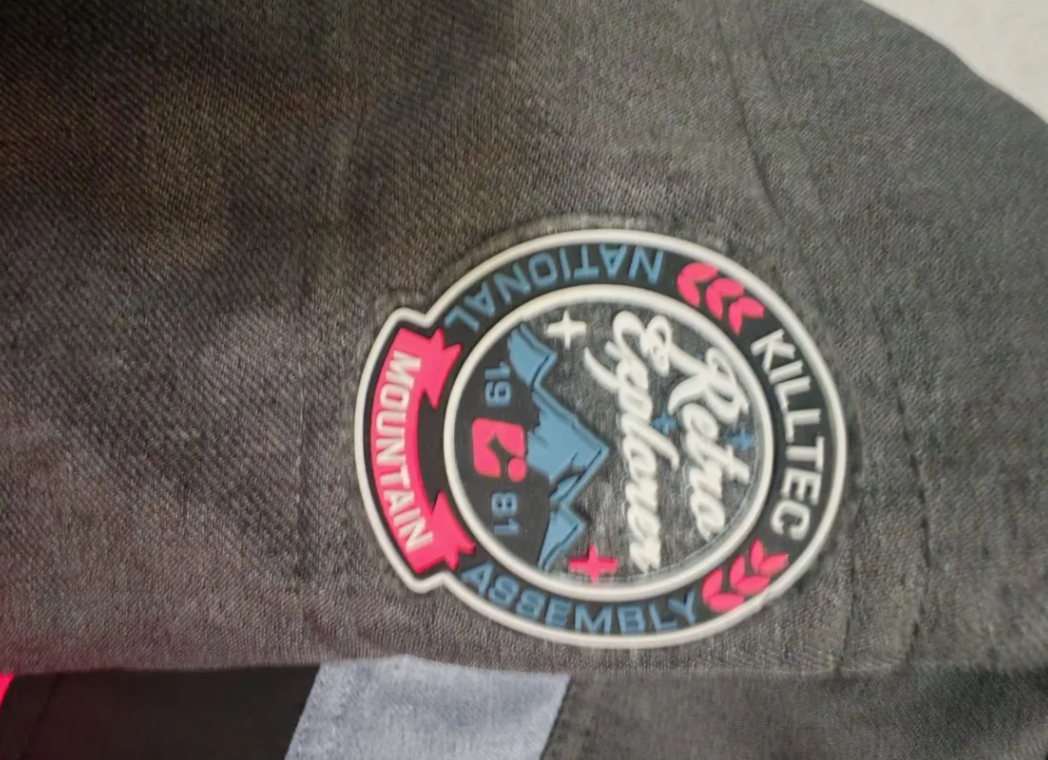 KILLTEC
Retro
Explorer
19 81
NATIONAL
ASSEMBLY
MOUNTAIN